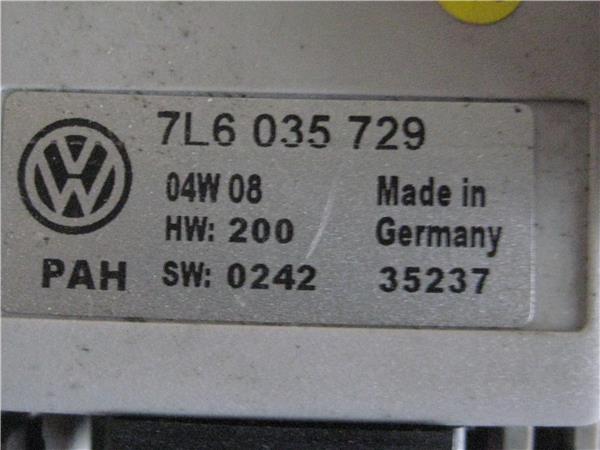 7L6 035 729
04W 08 Made in
HW: 200 Germany
PAH SW: 0242 35237